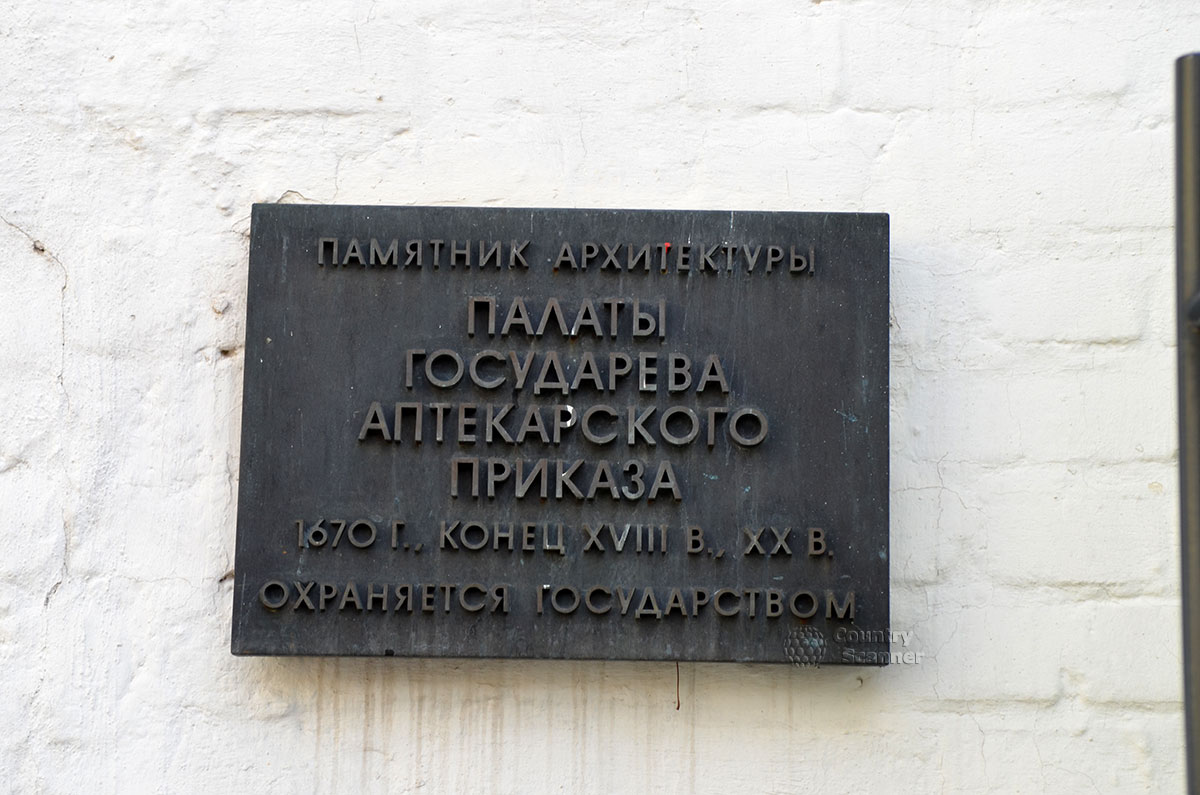 ПАМЯТНИК АРХИТЕКТУРЫ
ПАЛАТЫ
ГОСУДАРЕВА
АПТЕКАРСКОГО
ПРИКАЗА
1670 Г., КОНЕЦ XVIII В., XX В.
ОХРАНЯЕТСЯ ГОСУДАРСТВОМ
Country
Scanner